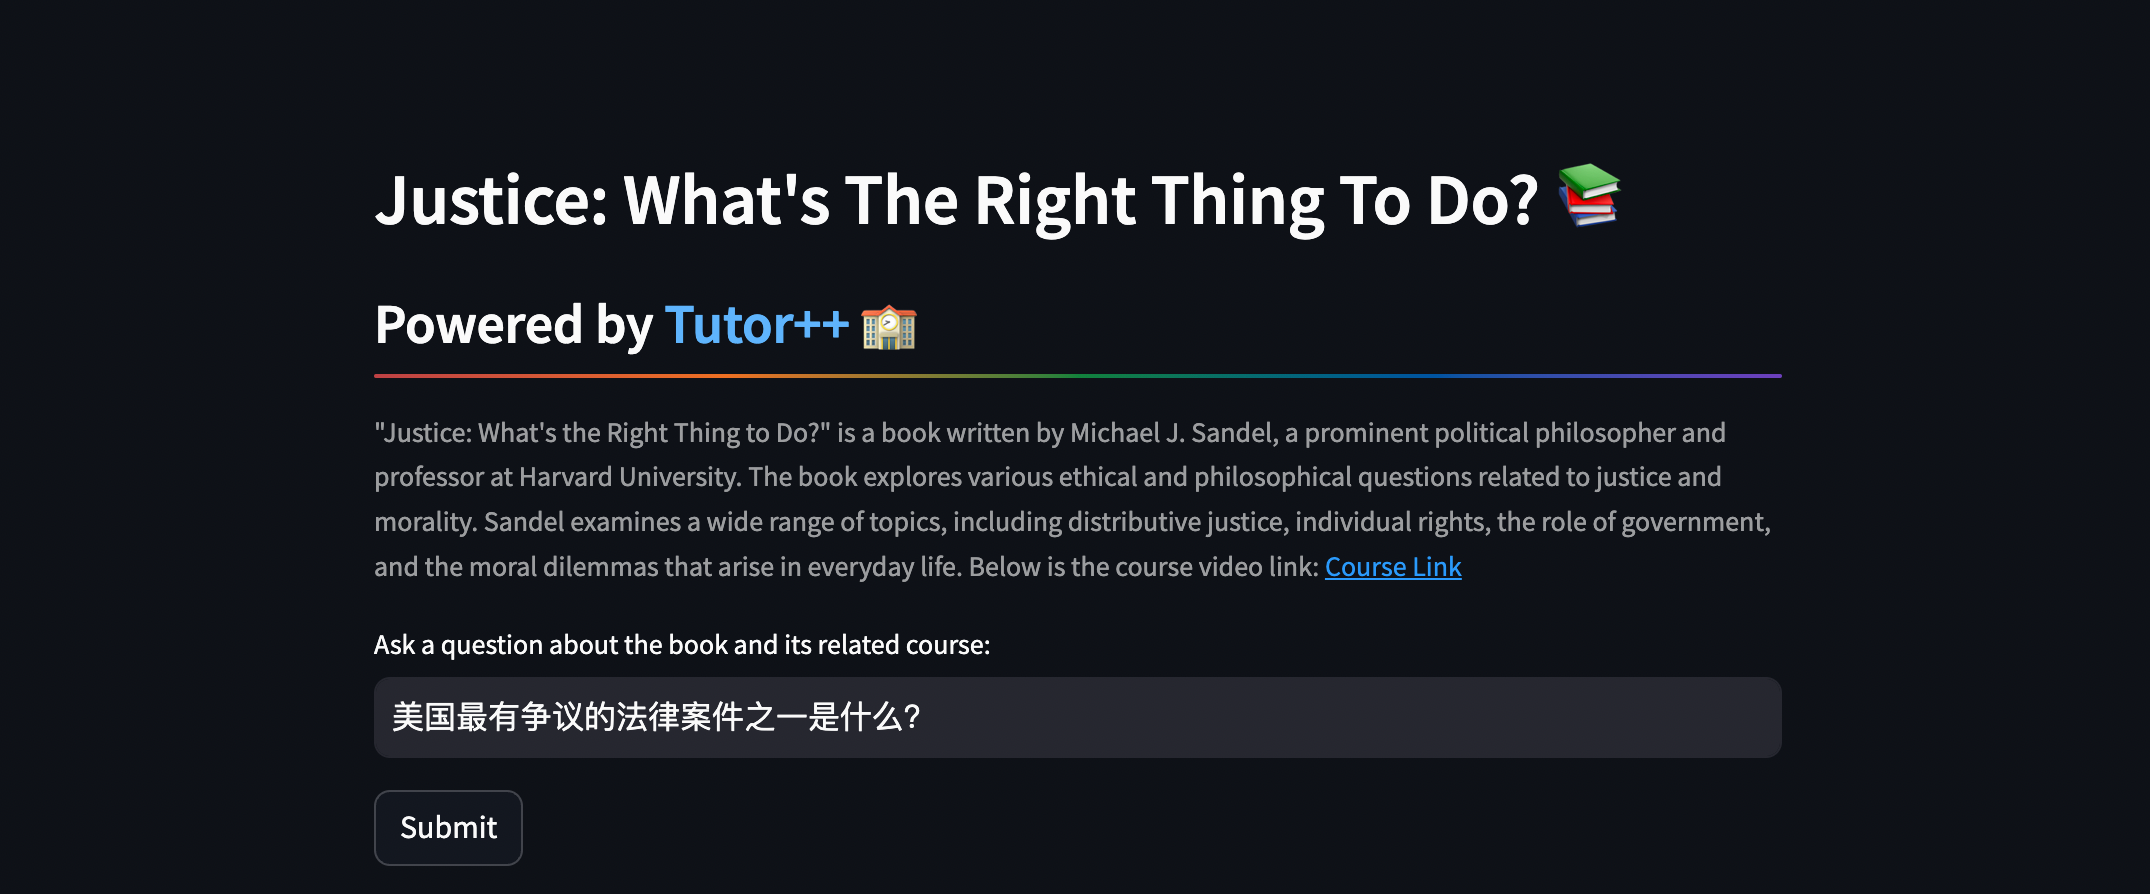 Justice: What's The Right Thing To Do? 📚
Powered by Tutor++ 🏫
"Justice: What's the Right Thing to Do?" is a book written by Michael J. Sandel, a prominent political philosopher and
professor at Harvard University. The book explores various ethical and philosophical questions related to justice and
morality. Sandel examines a wide range of topics, including distributive justice, individual rights, the role of government,
and the moral dilemmas that arise in everyday life. Below is the course video link: Course Link
Ask a question about the book and its related course:
美国最有争议的法律案件之一是什么?
Submit